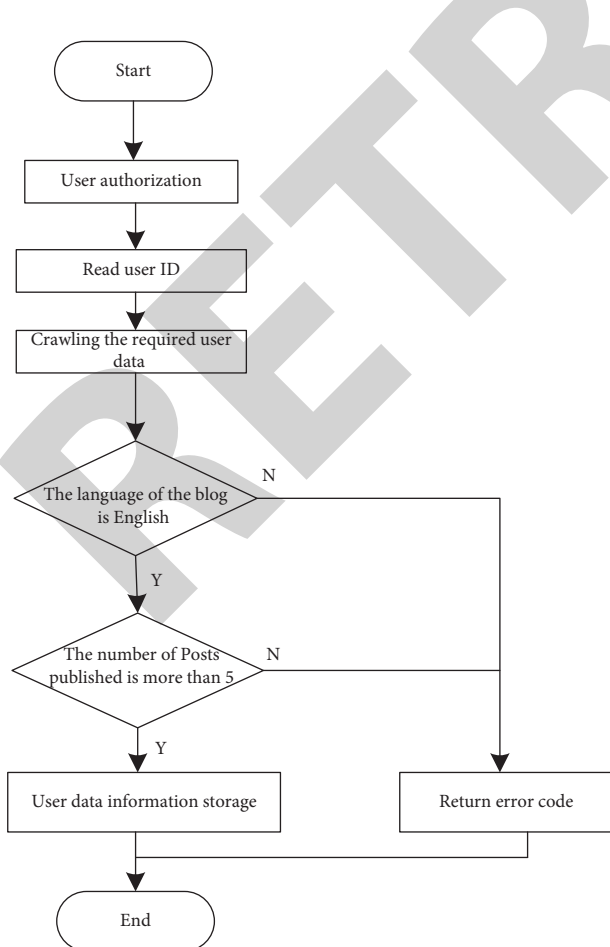 Start
User authorization
Read user ID
Crawling the required user
data
N
The language of the blog
is English
Y
N
The number of Posts
published is more than 5
Y
User data information storage
Return error code
End
RETR